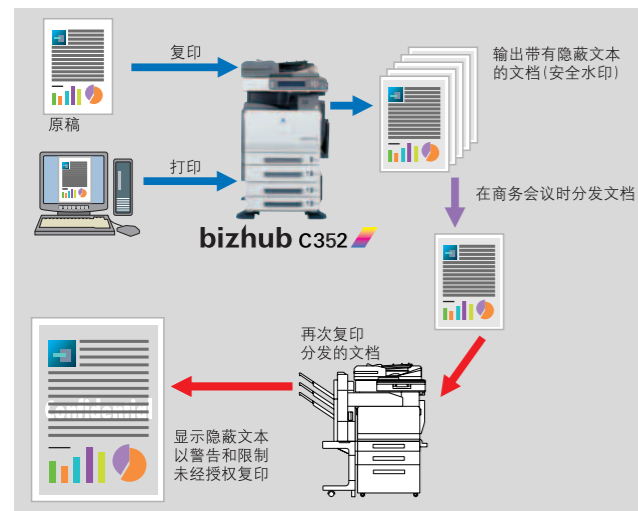 复印
原稿
打印
bizhub C352
输出带有隐蔽文本
的文档(安全水印)
在商务会议时分发文档
再次复印
分发的文档
Confidential
显示隐蔽文本
以警告和限制
未经授权复印